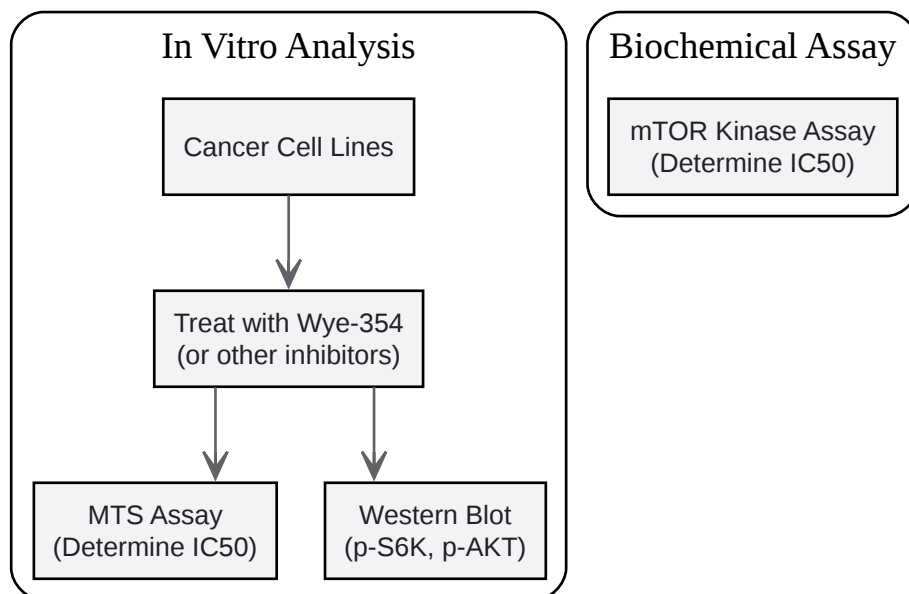 In Vitro Analysis
Cancer Cell Lines
Treat with Wye-354
(or other inhibitors)
MTS Assay
(Determine IC50)
Western Blot
(p-S6K, p-AKT)
Biochemical Assay
mTOR Kinase Assay
(Determine IC50)